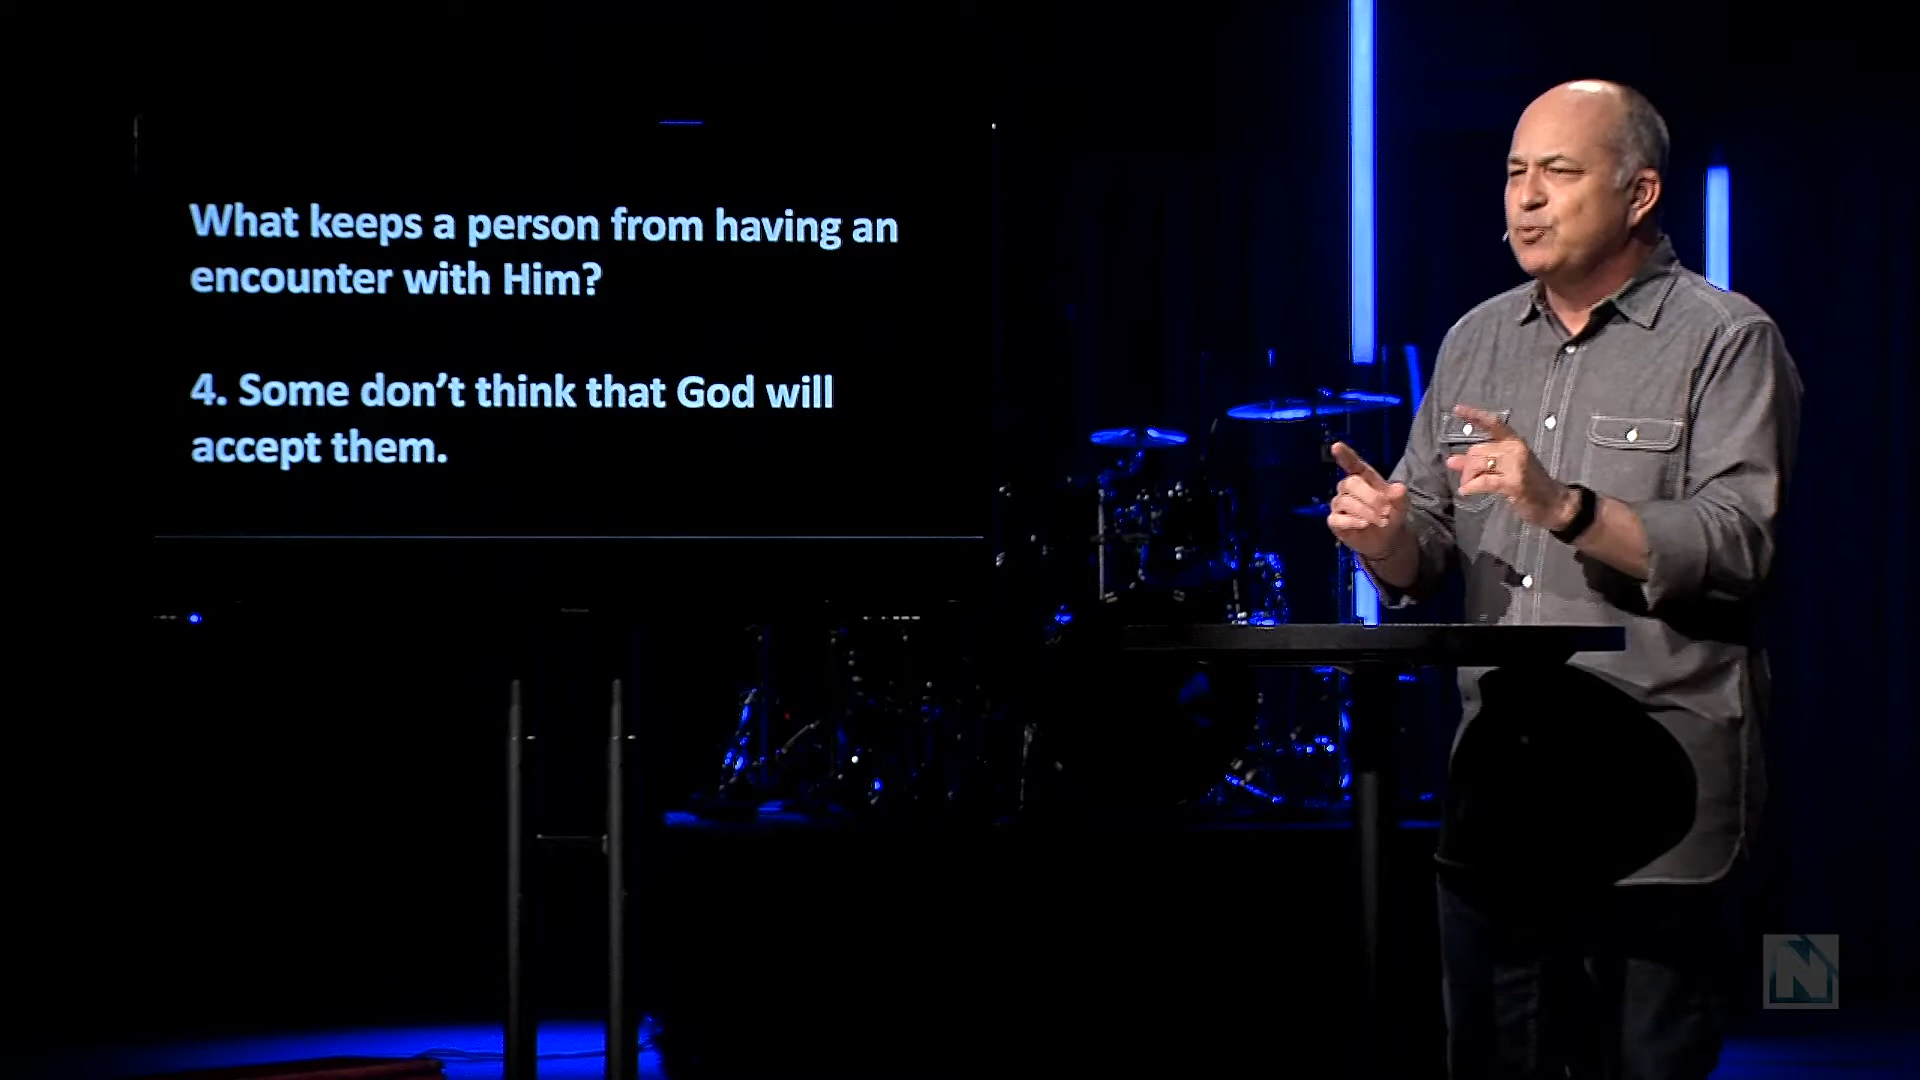 What keeps a person from having an
encounter with Him?
4. Some don’t think that God will
accept them.
N